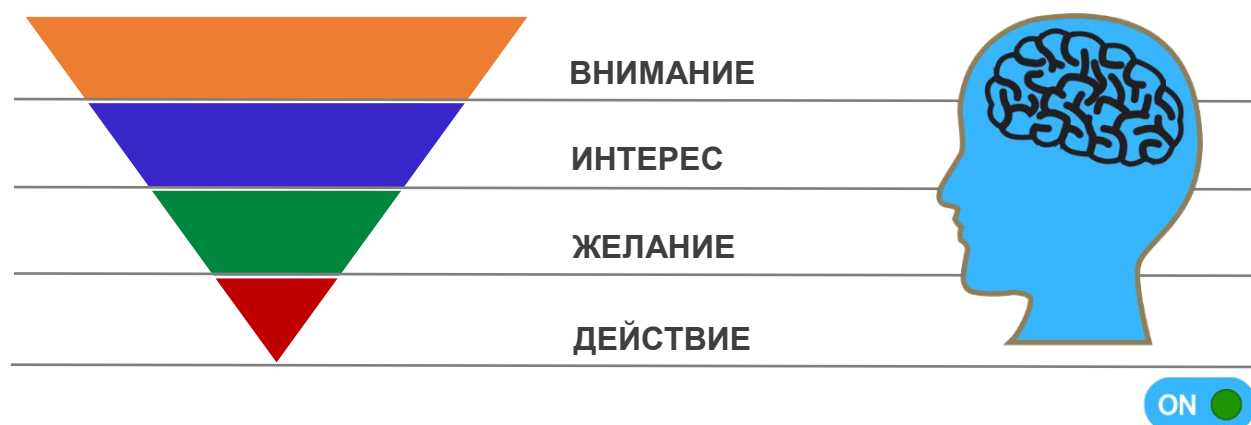 ВНИМАНИЕ
ИНТЕРЕС
ЖЕЛАНИЕ
ДЕЙСТВИЕ
ON